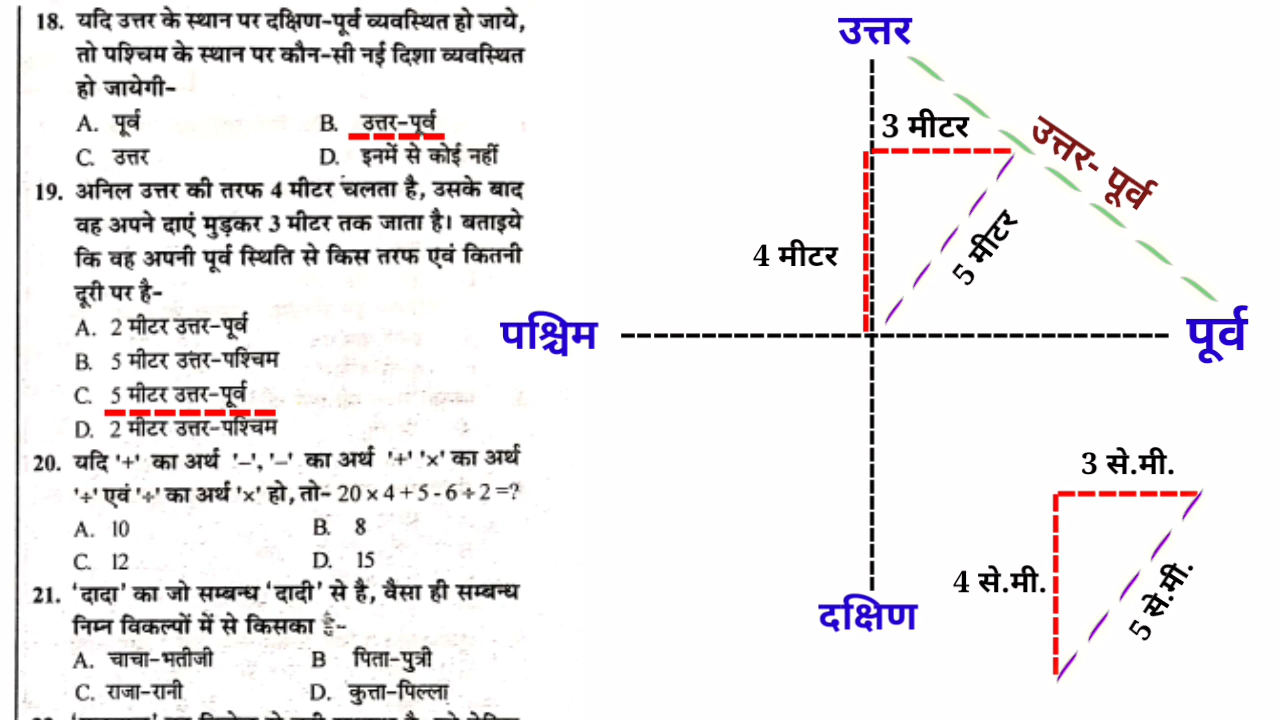 18. यदि उत्तर के स्थान पर दक्षिण-पूर्व व्यवस्थित हो जाये,
तो पश्चिम के स्थान पर कौन-सी नई दिशा व्यवस्थित
हो जायेगी-
A. पूर्व B. उत्तर-पूर्व
C. उत्तर D. इनमें से कोई नहीं
19. अनिल उत्तर की तरफ 4 मीटर चलता है, उसके बाद
वह अपने दाएं मुड़कर 3 मीटर तक जाता है। बताइये
कि वह अपनी पूर्व स्थिति से किस तरफ एवं कितनी
दूरी पर है-
A. 2 मीटर उत्तर-पूर्व
B. 5 मीटर उत्तर-पश्चिम
C. 5 मीटर उत्तर-पूर्व
D. 2 मीटर उत्तर-पश्चिम
20. यदि '+' का अर्थ '–', '–' का अर्थ '+' '×' का अर्थ
'÷' एवं '÷' का अर्थ '×' हो, तो- 20 × 4 + 5 - 6 ÷ 2 =?
A. 10 B. 8
C. 12 D. 15
21. 'दादा' का जो सम्बन्ध 'दादी' से है, वैसा ही सम्बन्ध
निम्न विकल्पों में से किसका है-
A. चाचा-भतीजी B पिता-पुत्री
C. राजा-रानी D. कुत्ता-पिल्ला
उत्तर
3 मीटर
उत्तर- पूर्व
4 मीटर
5 मीटर
पश्चिम
पूर्व
दक्षिण
3 से.मी.
4 से.मी.
5 से.मी.